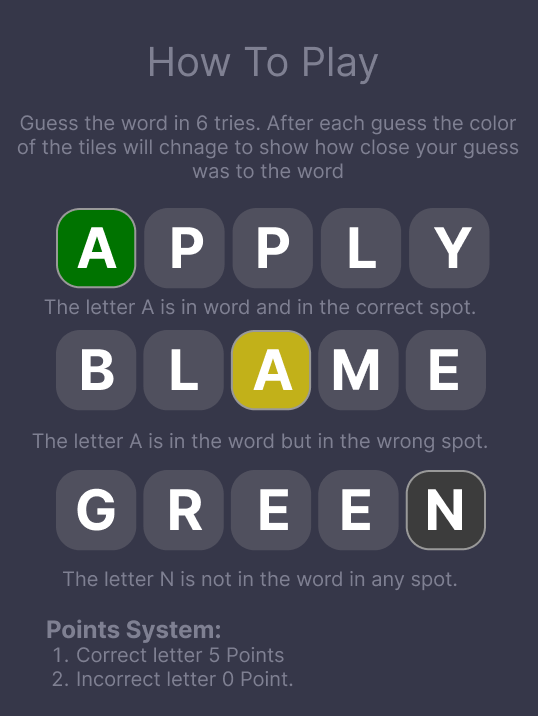 How To Play
Guess the word in 6 tries. After each guess the color
of the tiles will chnage to show how close your guess
was to the word
A P P L Y
The letter A is in word and in the correct spot.
B L A M E
The letter A is in the word but in the wrong spot.
G R E E N
The letter N is not in the word in any spot.
Points System:
1. Correct letter 5 Points
2. Incorrect letter 0 Point.